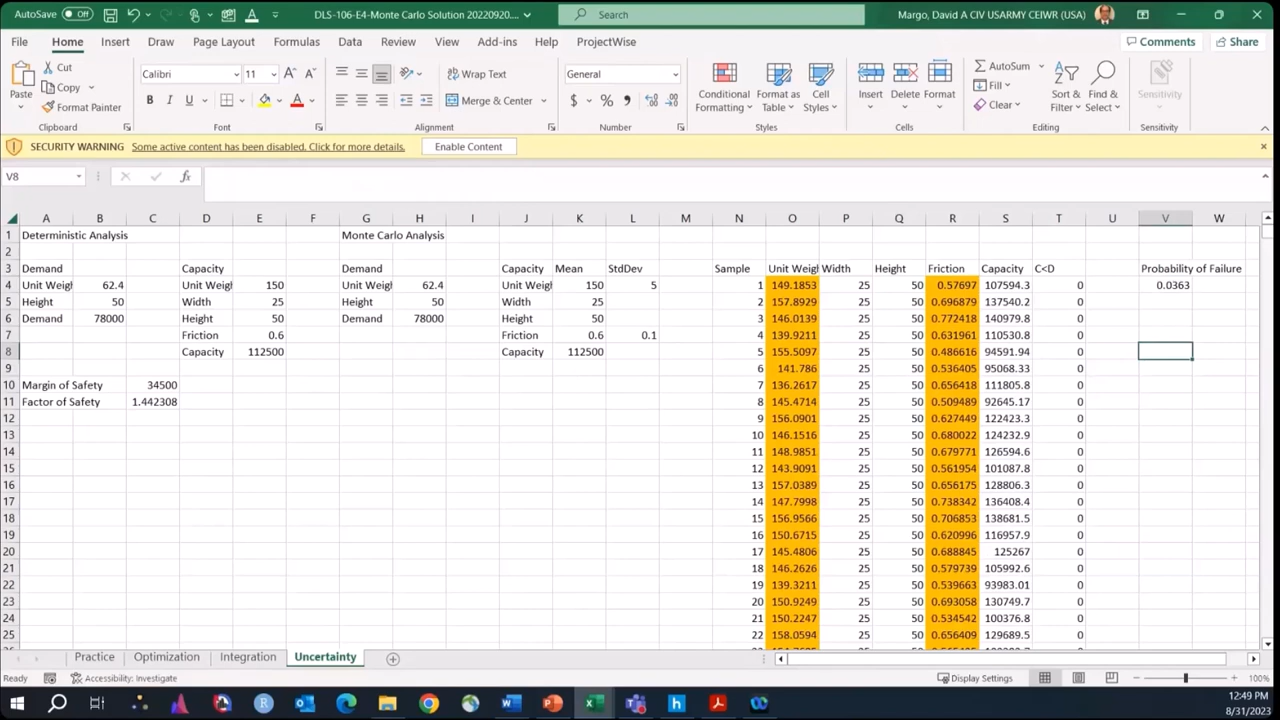 AutoSave Off DLS-106-E4-Monte Carlo Solution 20220920.... Search Margo, David A CIV USARMY CEIWR (USA)
File Home Insert Draw Page Layout Formulas Data Review View Add-ins Help ProjectWise Comments Share
Paste Cut Copy Format Painter Calibri 11 Wrap Text Merge & Center General Conditional Formatting Format as Table Cell Styles Insert Delete Format AutoSum Fill Clear Sort & Filter Find & Select Sensitivity
Clipboard Font Alignment Number Styles Cells Editing Sensitivity
SECURITY WARNING Some active content has been disabled. Click for more details. Enable Content
V8 fx
A B C D E F G H I J K L M N O P Q R S T U V W
1 Deterministic Analysis Monte Carlo Analysis
2
3 Demand Capacity Demand Capacity Mean StdDev Sample Unit Weigl Width Height Friction Capacity C<D Probability of Failure
4 Unit Weigl 62.4 Unit Weigl 150 Unit Weigl 62.4 Unit Weigl 150 5 1 149.1853 25 50 0.57697 107594.3 0 0.0363
5 Height 50 Width 25 Height 50 Width 25 2 157.8929 25 50 0.696879 137540.2 0
6 Demand 78000 Height 50 Demand 78000 Height 50 3 146.0139 25 50 0.772418 140979.8 0
7 Friction 0.6 Friction 0.6 0.1 4 139.9211 25 50 0.631961 110530.8 0
8 Capacity 112500 Capacity 112500 5 155.5097 25 50 0.486616 94591.94 0
9 6 141.786 25 50 0.536405 95068.33 0
10 Margin of Safety 34500 7 136.2617 25 50 0.656418 111805.8 0
11 Factor of Safety 1.442308 8 145.4714 25 50 0.509489 92645.17 0
12 9 156.0901 25 50 0.627449 122423.3 0
13 10 146.1516 25 50 0.680022 124232.9 0
14 11 148.9851 25 50 0.679771 126594.6 0
15 12 143.9091 25 50 0.561954 101087.8 0
16 13 157.0389 25 50 0.656175 128806.3 0
17 14 147.7998 25 50 0.738342 136408.4 0
18 15 156.9566 25 50 0.706853 138681.5 0
19 16 150.6715 25 50 0.620996 116957.9 0
20 17 145.4806 25 50 0.688845 125267 0
21 18 146.2626 25 50 0.579739 105992.6 0
22 19 139.3211 25 50 0.539663 93983.01 0
23 20 150.9249 25 50 0.693058 130749.7 0
24 21 150.2247 25 50 0.534542 100376.8 0
25 22 158.0594 25 50 0.656409 129689.5 0
Practice Optimization Integration Uncertainty
Ready Accessibility: Investigate Display Settings 100%
12:49 PM
8/31/2023